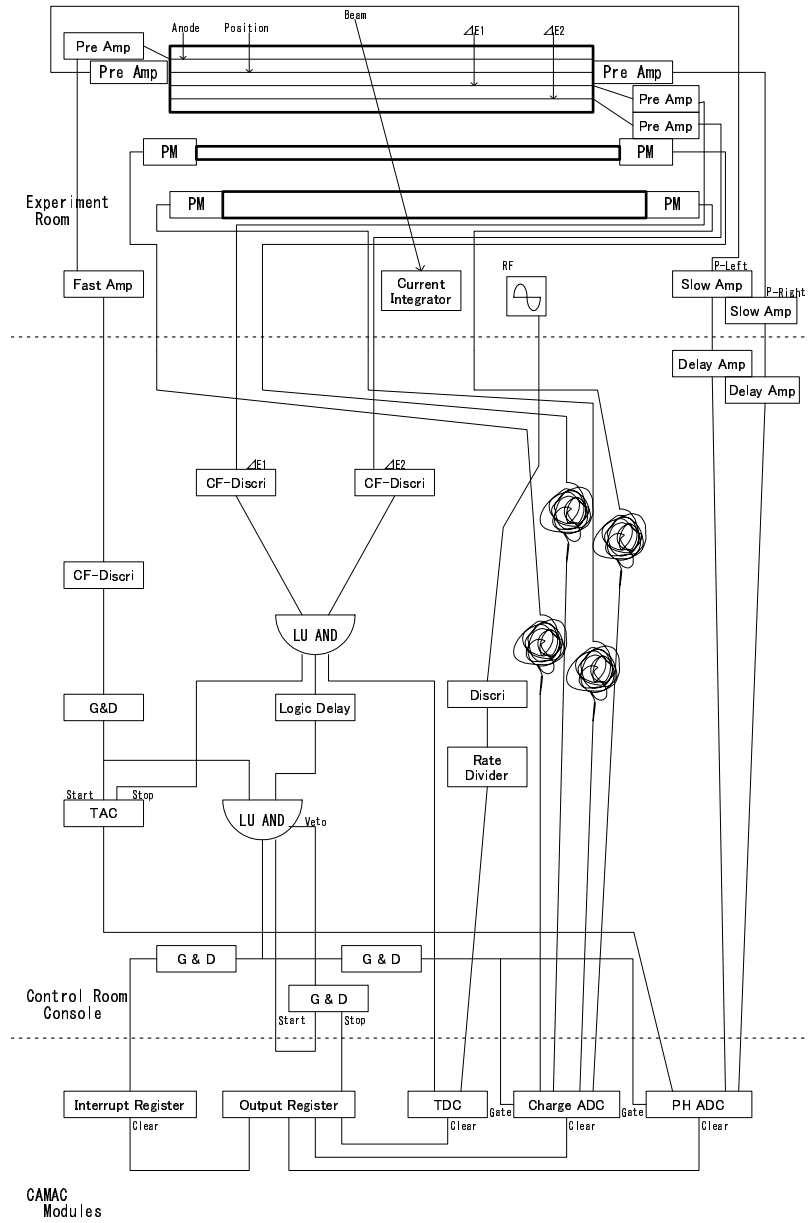 Beam
Anode
Position
⊿E1
⊿E2
Pre Amp
Pre Amp
Pre Amp
Pre Amp
Pre Amp
PM
PM
PM
PM
Experiment
Room
Fast Amp
Current
Integrator
RF
P-Left
Slow Amp
P-Right
Slow Amp
Delay Amp
Delay Amp
⊿E1
CF-Discri
⊿E2
CF-Discri
CF-Discri
LU AND
G&D
Logic Delay
Discri
Rate
Divider
Start
Stop
TAC
LU AND
Veto
G & D
G & D
G & D
Start
Stop
Control Room
Console
Interrupt Register
Output Register
TDC
Gate
Charge ADC
Gate
PH ADC
Clear
Clear
Clear
Clear
CAMAC
Modules